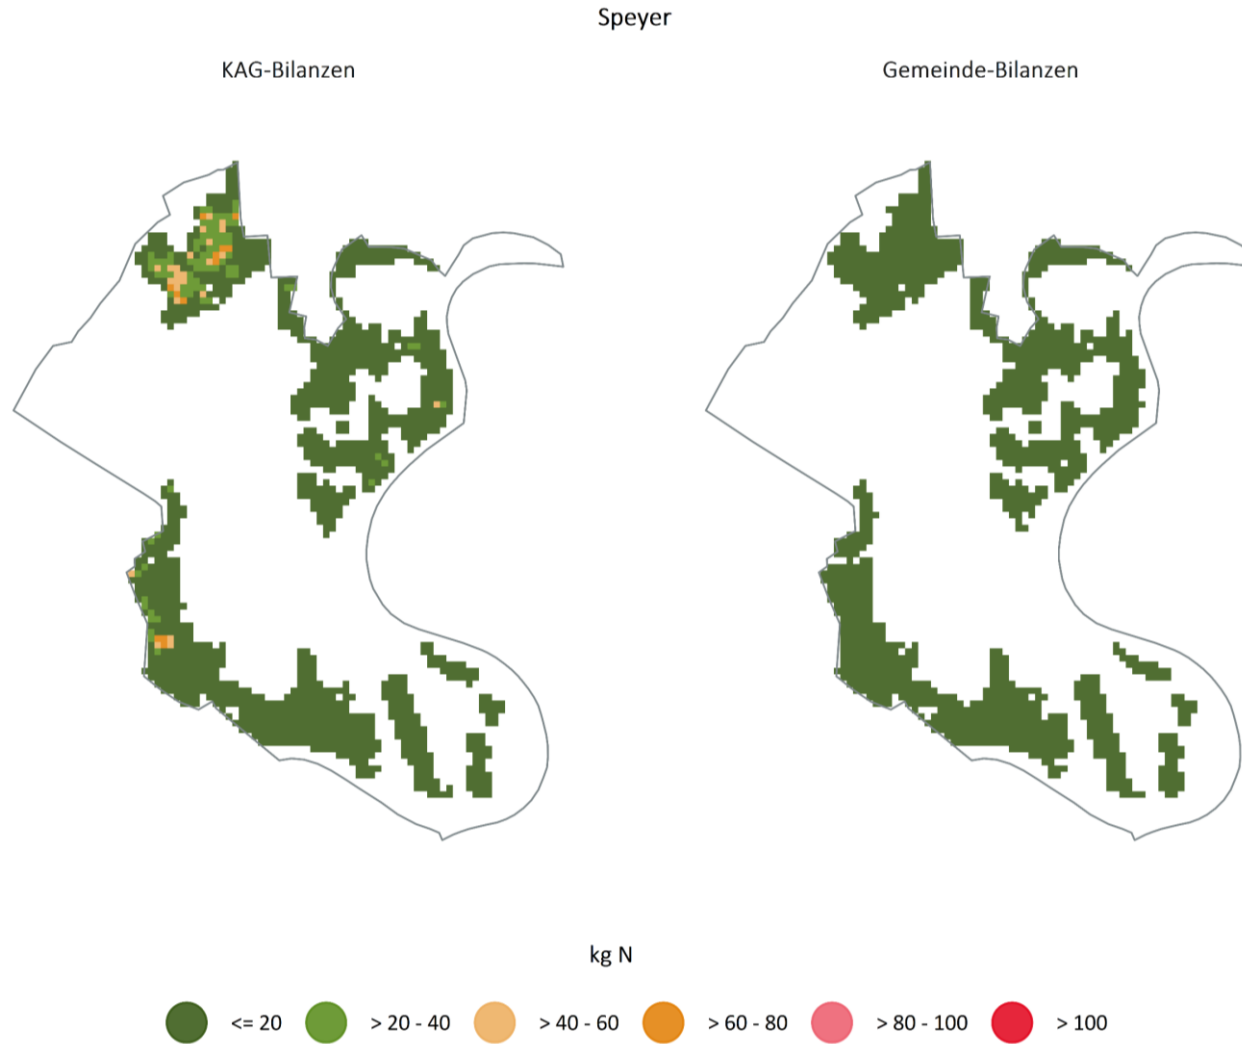 Speyer
KAG-Bilanzen Gemeinde-Bilanzen
kg N
<= 20 > 20 - 40 > 40 - 60 > 60 - 80 > 80 - 100 > 100